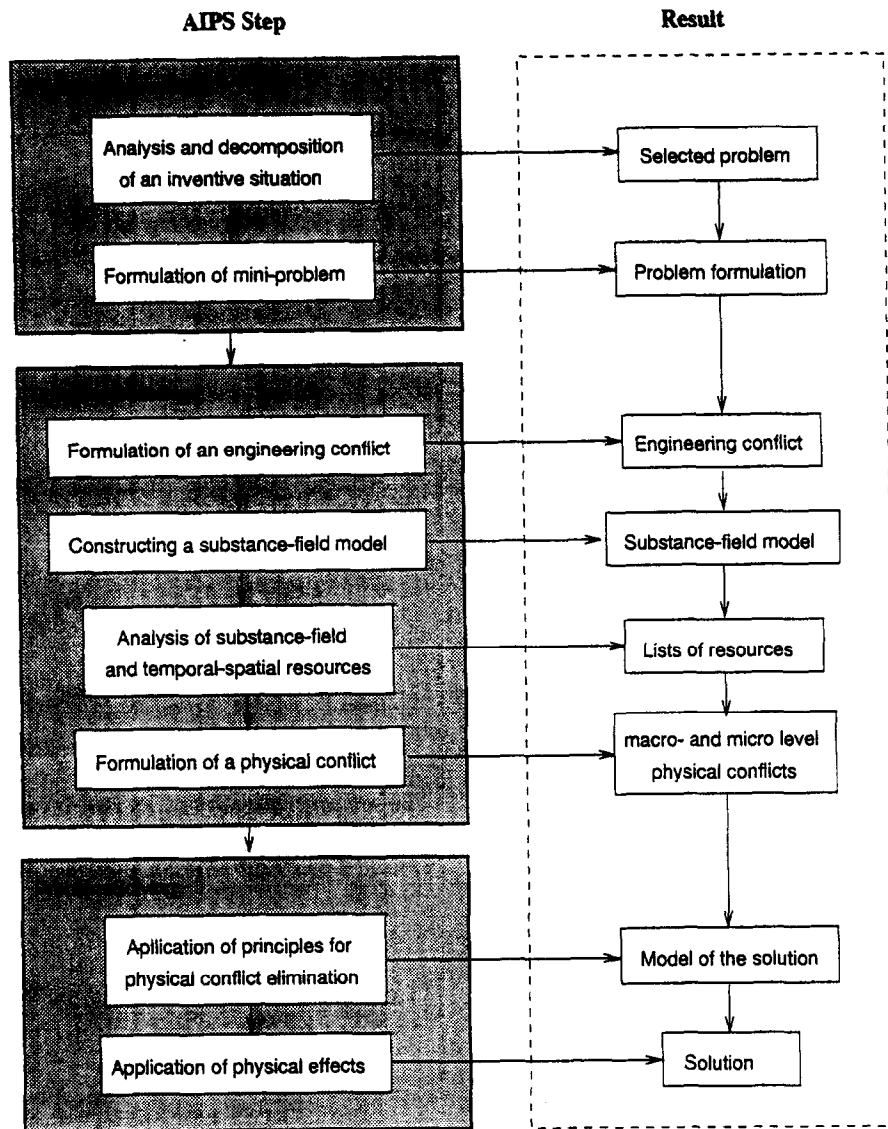 AIPS Step
Result
Analysis and decomposition
of an inventive situation
Selected problem
Formulation of mini-problem
Problem formulation
Formulation of an engineering conflict
Engineering conflict
Constructing a substance-field model
Substance-field model
Analysis of substance-field
and temporal-spatial resources
Lists of resources
Formulation of a physical conflict
macro- and micro level
physical conflicts
Apllication of principles for
physical conflict elimination
Model of the solution
Application of physical effects
Solution